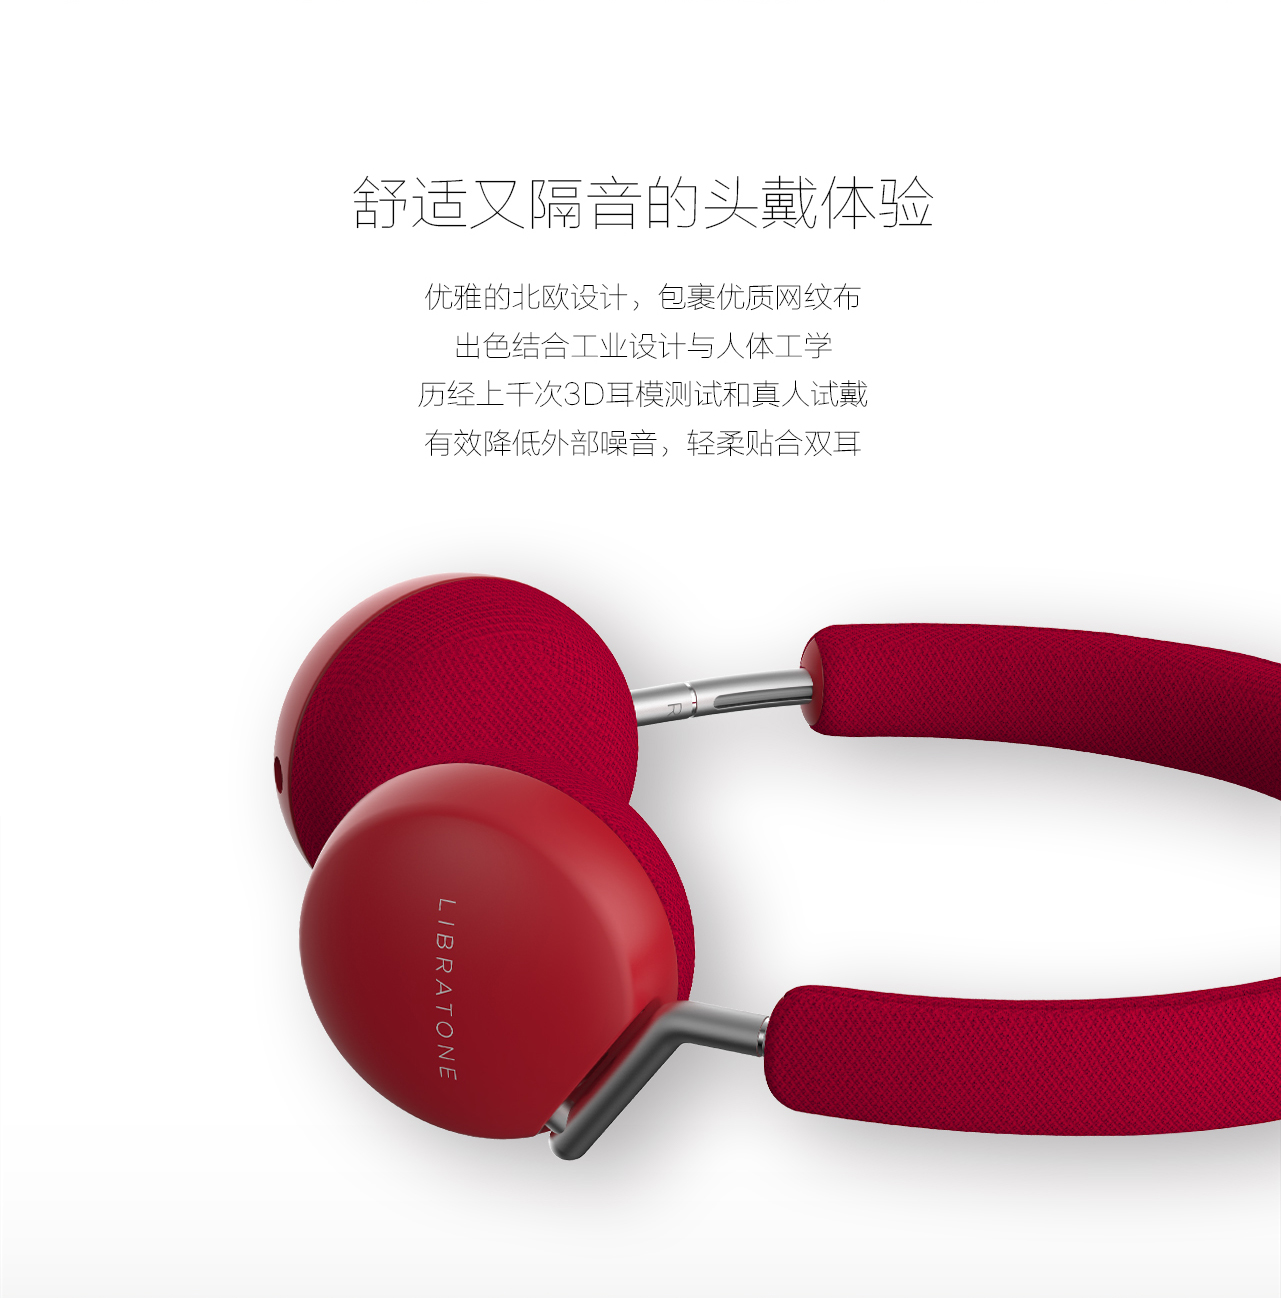 舒适又隔音的头戴体验
优雅的北欧设计，包裹优质网纹布
出色结合工业设计与人体工学
历经上千次3D耳模测试和真人试戴
有效降低外部噪音，轻柔贴合双耳
R
LIBRATONE